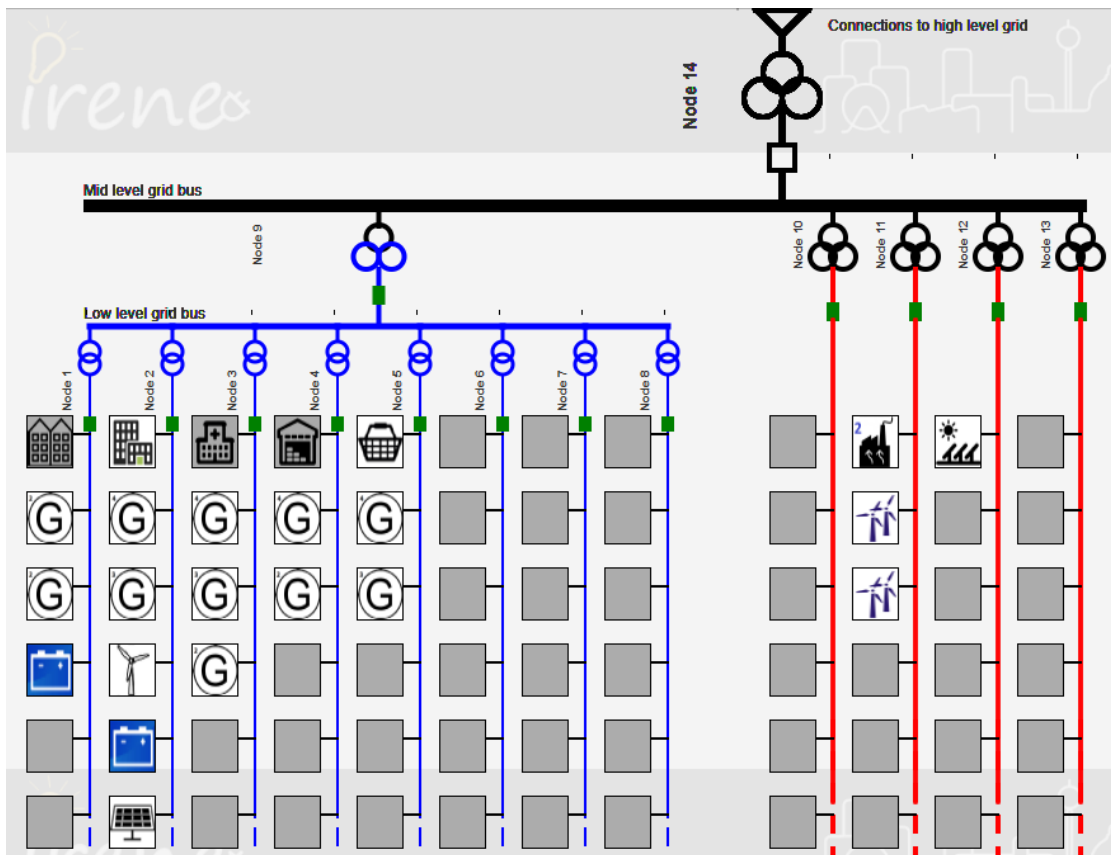 Connections to high level grid
irene
Node 14
Mid level grid bus
Node 9
Node 10
Node 11
Node 12
Node 13
Low level grid bus
Node 1
Node 2
Node 3
Node 4
Node 5
Node 6
Node 7
Node 8
2
G G G G G
G G G G G
G